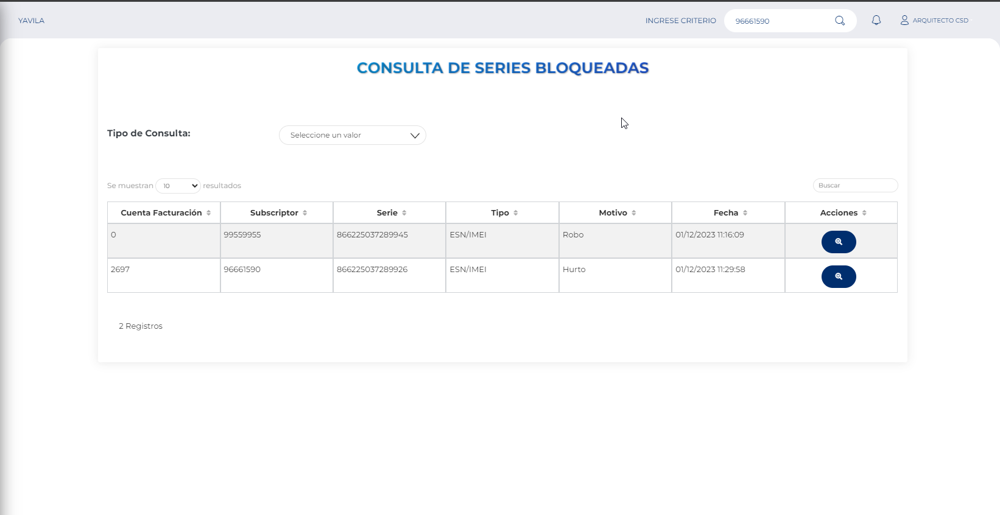 YAVILA INGRESE CRITERIO 96661590 ARQUITECTO CSD
CONSULTA DE SERIES BLOQUEADAS
Tipo de Consulta: Seleccione un valor
Se muestran 10 resultados Buscar
Cuenta Facturación Subscriptor Serie Tipo Motivo Fecha Acciones
0 99559955 866225037289945 ESN/IMEI Robo 01/12/2023 11:16:09
2697 96661590 866225037289926 ESN/IMEI Hurto 01/12/2023 11:29:58
2 Registros